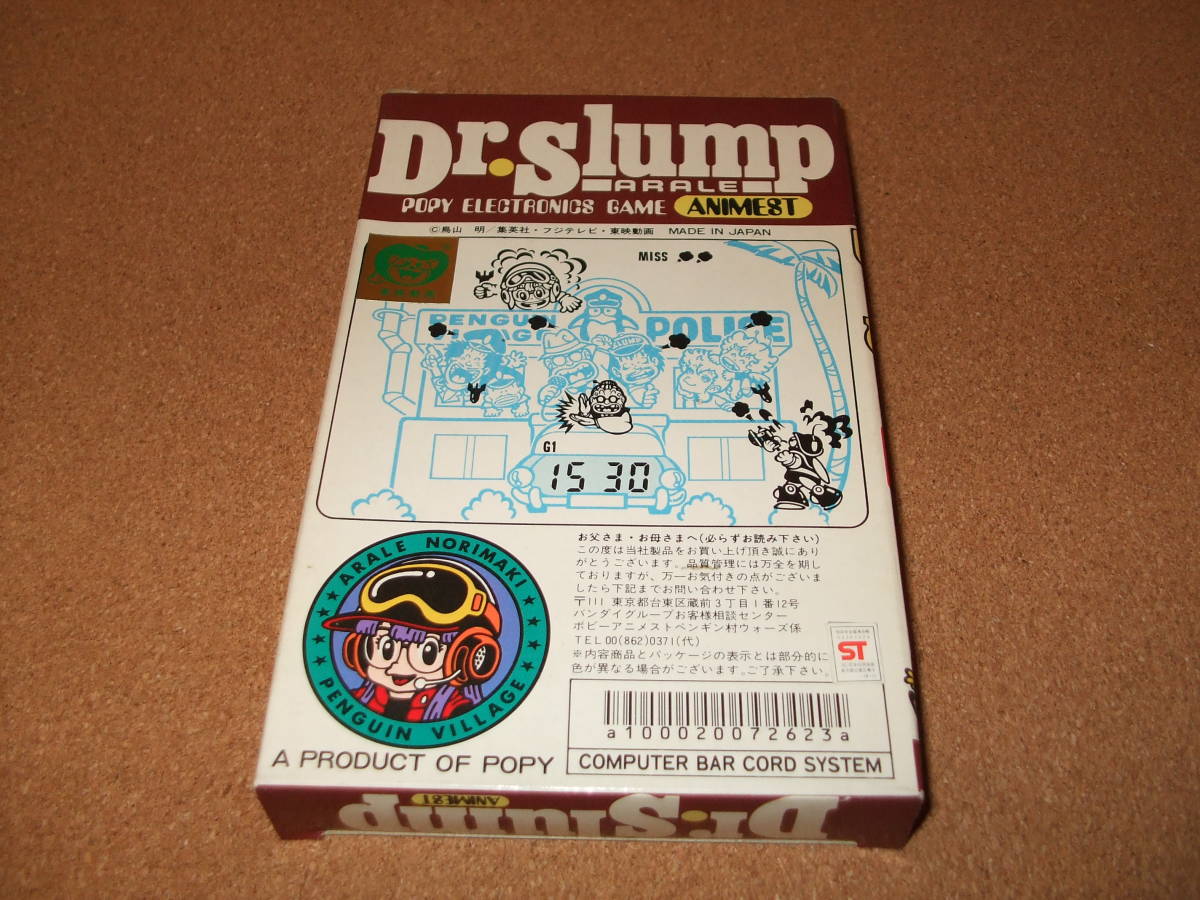 Dr. Slump
ARALE
POPY ELECTRONICS GAME ANIMEST
©鳥山 明/集英社・フジテレビ・東映動画 MADE IN JAPAN
MISS
PENGUIN
VILLAGE
POLICE
SLUMP
G1
15 30
ARALE NORIMAKI
PENGUIN VILLAGE
A PRODUCT OF POPY
お父さま・お母さまへ(必らずお読み下さい)
この度は当社製品をお買い上げ頂き誠にあり
がとうございます。品質管理には万全を期し
ておりますが、万一お気付きの点がございま
したら下記までお問い合わせ下さい。
〒111 東京都台東区蔵前3丁目1番12号
バンダイグループお客様相談センター
ポピーアニメストペンギン村ウォーズ係
TEL 00(862)0371(代)
※内容商品とパッケージの表示とは部分的に
色が異なる場合がございます。ご了承下さい。
ST
a100020072623a
COMPUTER BAR CORD SYSTEM
Dr. Slump
ANIMEST